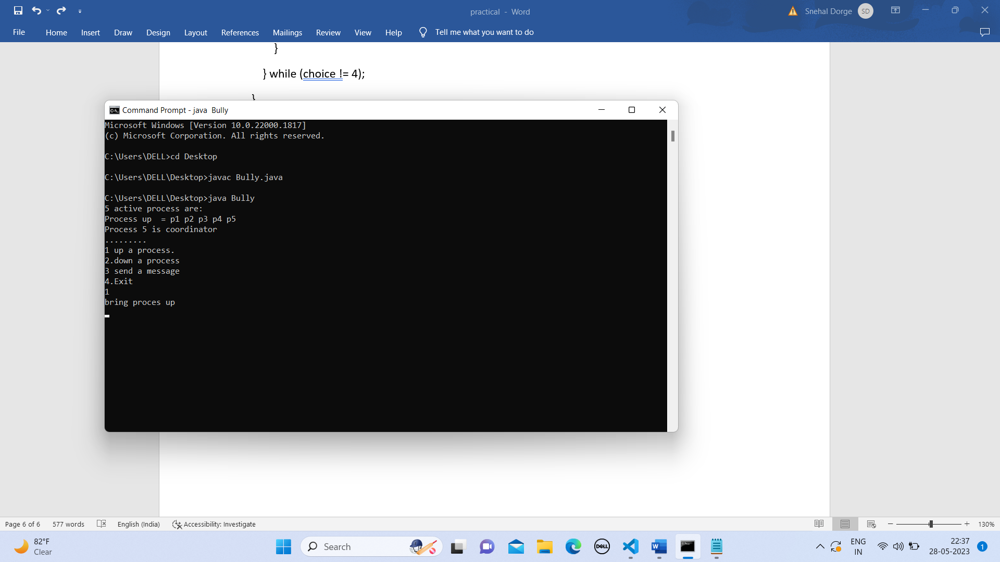 practical - Word
Snehal Dorge SD
File Home Insert Draw Design Layout References Mailings Review View Help Tell me what you want to do
}
} while (choice != 4);
}
Command Prompt - java Bully
Microsoft Windows [Version 10.0.22000.1817]
(c) Microsoft Corporation. All rights reserved.
C:\Users\DELL>cd Desktop
C:\Users\DELL\Desktop>javac Bully.java
C:\Users\DELL\Desktop>java Bully
5 active process are:
Process up  = p1 p2 p3 p4 p5
Process 5 is coordinator
.........
1 up a process.
2.down a process
3 send a message
4.Exit
1
bring proces up
Page 6 of 6 577 words English (India) Accessibility: Investigate 130%
82°F
Clear
Search
DELL
W
ENG
IN
22:37
28-05-2023
1